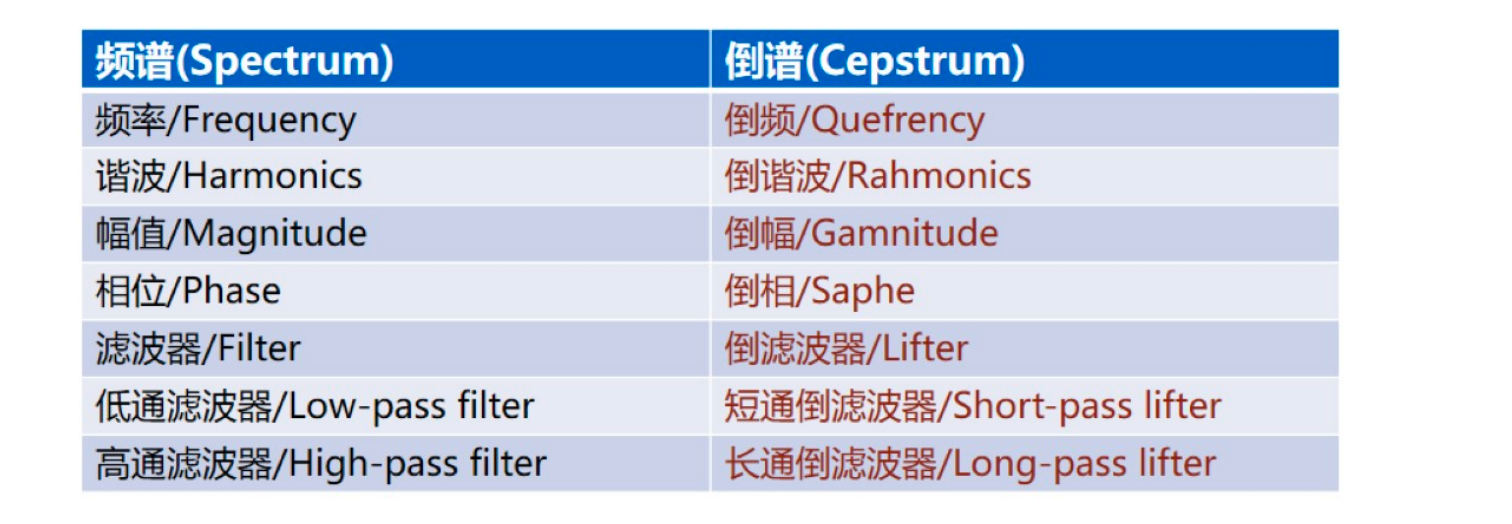 频谱(Spectrum) 倒谱(Cepstrum)
频率/Frequency 倒频/Quefrency
谐波/Harmonics 倒谐波/Rahmonics
幅值/Magnitude 倒幅/Gamnitude
相位/Phase 倒相/Saphe
滤波器/Filter 倒滤波器/Lifter
低通滤波器/Low-pass filter 短通倒滤波器/Short-pass lifter
高通滤波器/High-pass filter 长通倒滤波器/Long-pass lifter